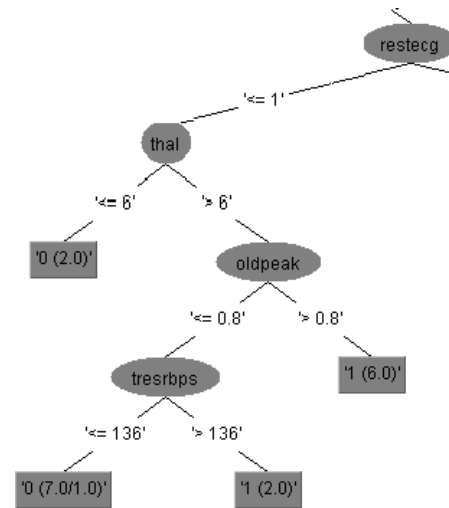 restecg
'<= 1'
thal
'<= 6'
'> 6'
'0 (2.0)'
oldpeak
'<= 0.8'
'> 0.8'
tresrbps
'1 (6.0)'
'<= 136'
'> 136'
'0 (7.0/1.0)'
'1 (2.0)'